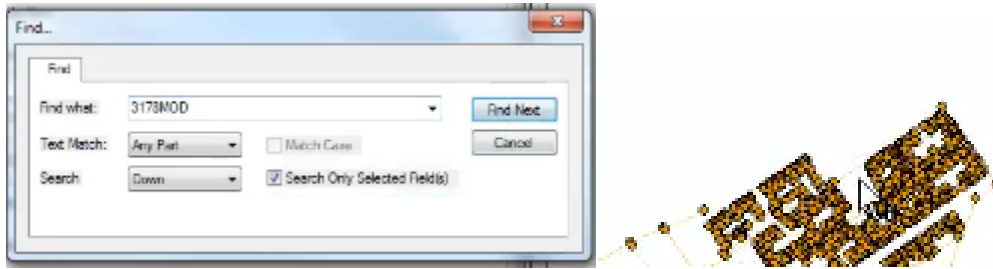 Find...
Find
Find what: 3178MOD Find Next
Text Match: Any Part Match Case Cancel
Search Down Search Only Selected Field(s)